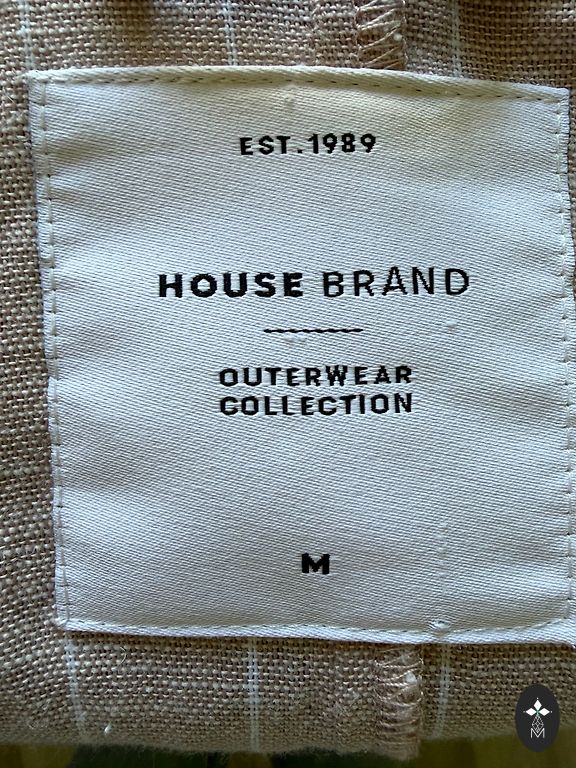 EST.1989
HOUSE BRAND
OUTERWEAR
COLLECTION
M